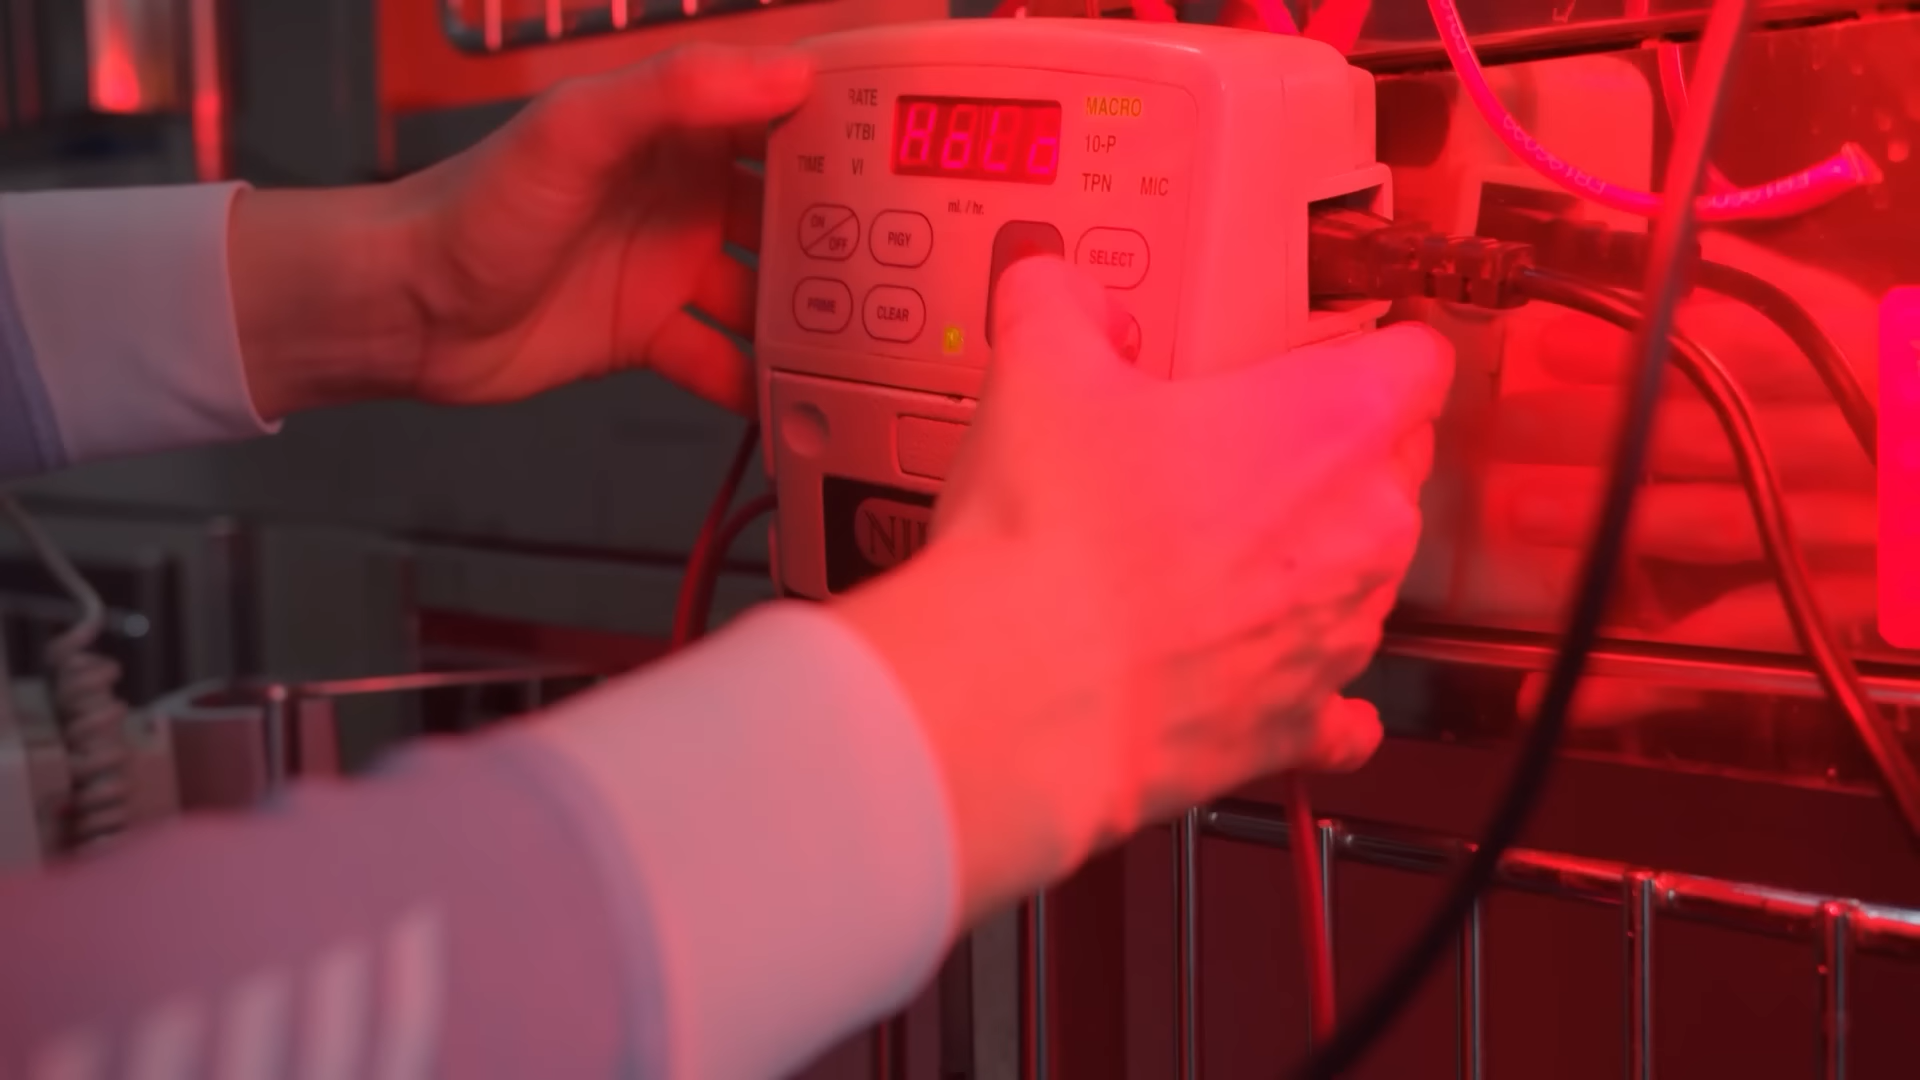 RATE
MACRO
VTBI
10-P
TIME
VI
TPN
MIC
ml. / hr.
ON
OFF
PIGY
SELECT
PRIME
CLEAR